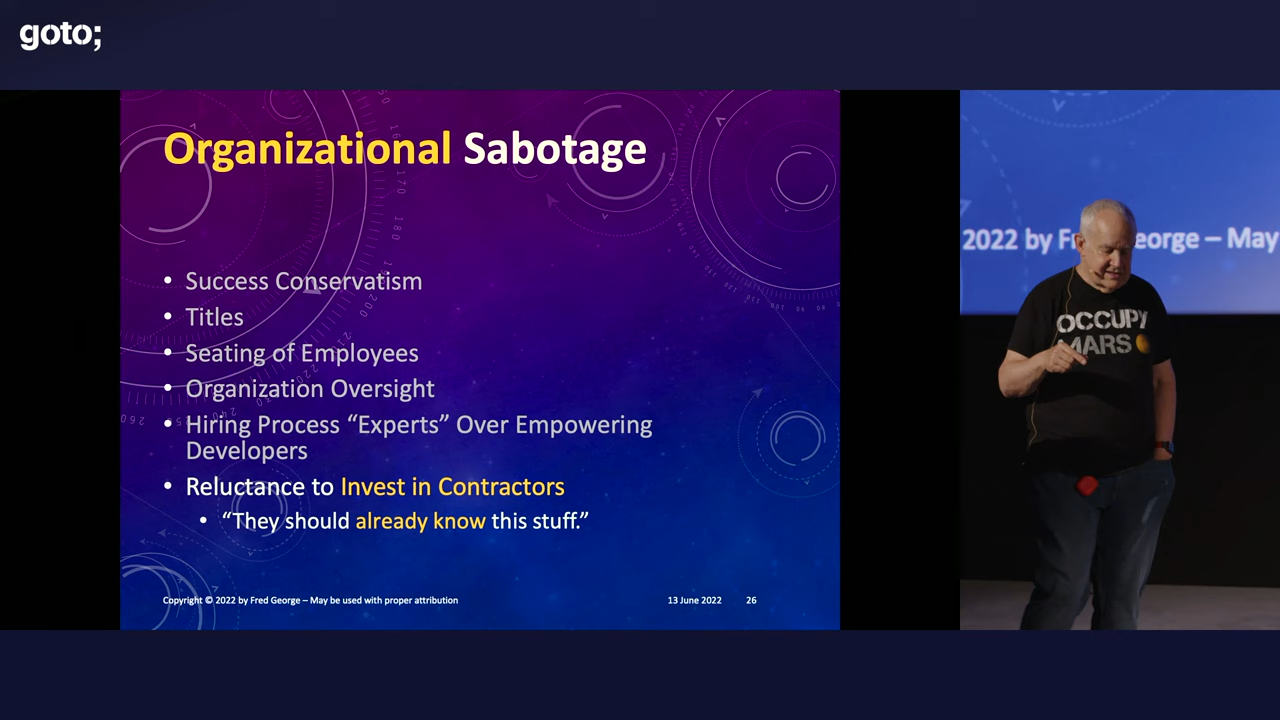 goto;
Organizational Sabotage
• Success Conservatism
• Titles
• Seating of Employees
• Organization Oversight
• Hiring Process “Experts” Over Empowering
Developers
• Reluctance to Invest in Contractors
• “They should already know this stuff.”
Copyright © 2022 by Fred George – May be used with proper attribution
13 June 2022
26
2022 by Fred George – May
OCCUPY
MARS